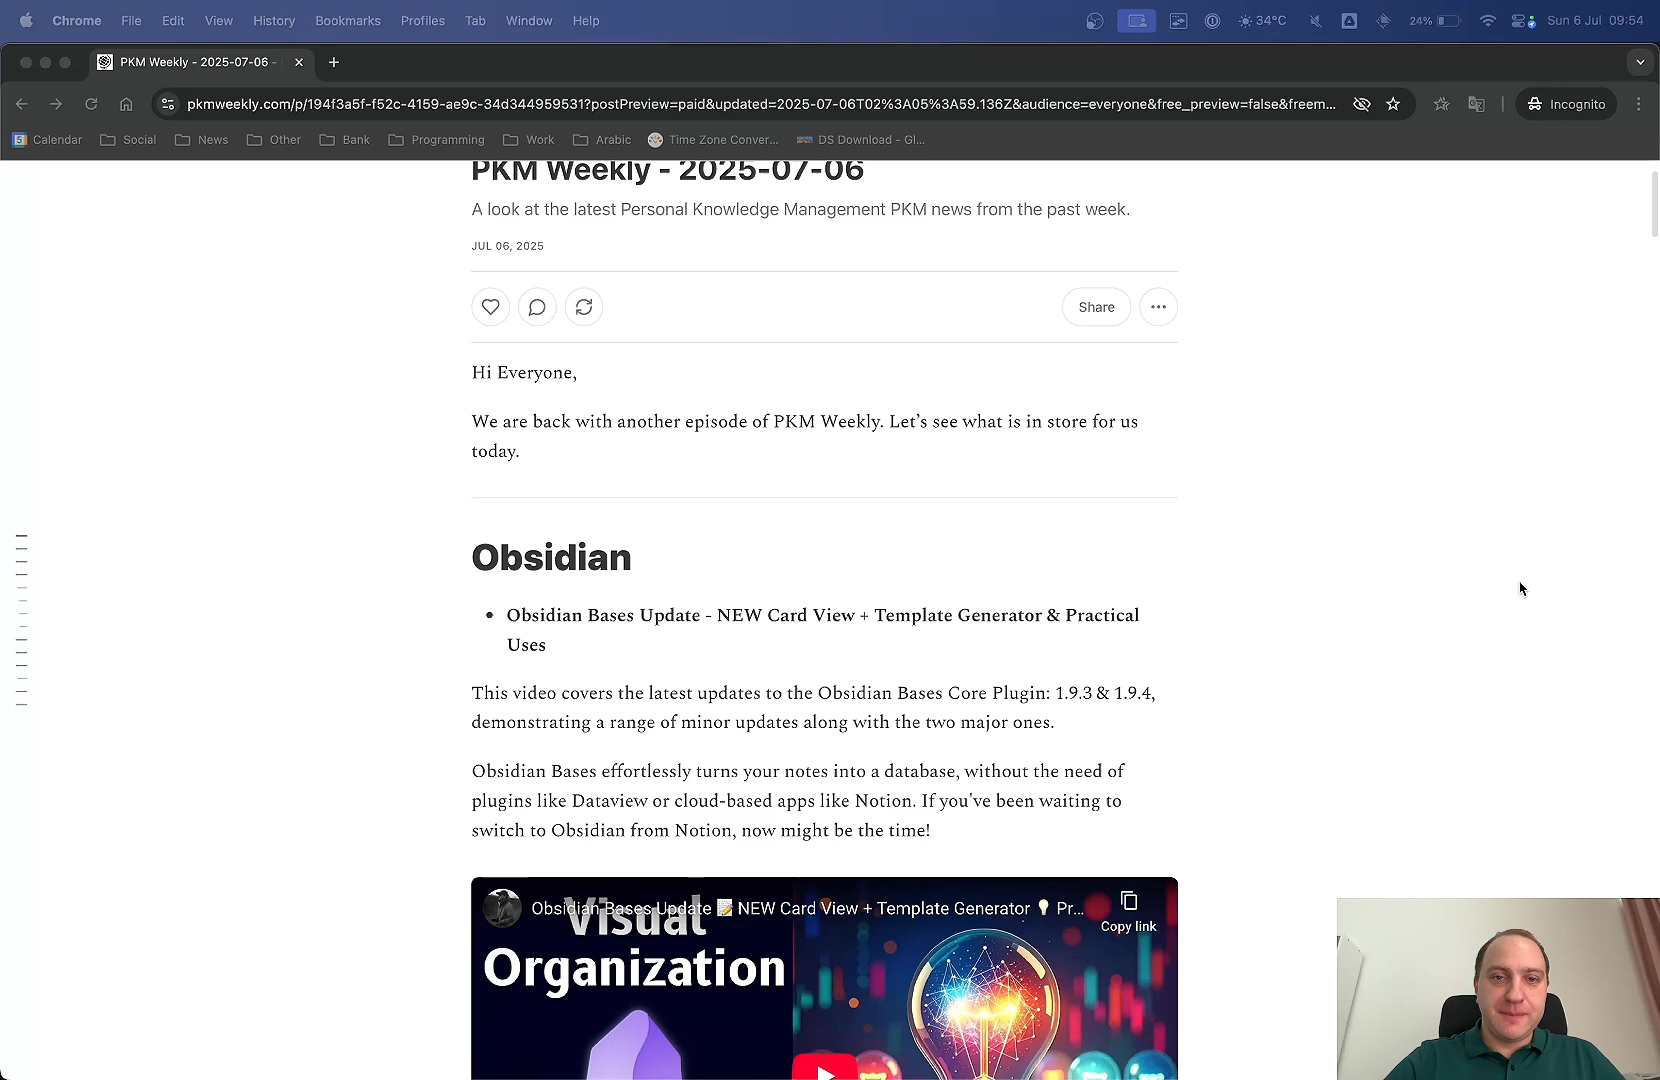 Chrome File Edit View History Bookmarks Profiles Tab Window Help 34°C 24% Sun 6 Jul 09:54
PKM Weekly - 2025-07-06 -
pkmweekly.com/p/194f3a5f-f52c-4159-ae9c-34d344959531?postPreview=paid&updated=2025-07-06T02%3A05%3A59.136Z&audience=everyone&free_preview=false&freem... Incognito
Calendar Social News Other Bank Programming Work Arabic Time Zone Conver... DS Download - Gl...
PKM Weekly - 2025-07-06
A look at the latest Personal Knowledge Management PKM news from the past week.
JUL 06, 2025
Share
Hi Everyone,
We are back with another episode of PKM Weekly. Let’s see what is in store for us
today.
Obsidian
• Obsidian Bases Update - NEW Card View + Template Generator & Practical
Uses
This video covers the latest updates to the Obsidian Bases Core Plugin: 1.9.3 & 1.9.4,
demonstrating a range of minor updates along with the two major ones.
Obsidian Bases effortlessly turns your notes into a database, without the need of
plugins like Dataview or cloud-based apps like Notion. If you've been waiting to
switch to Obsidian from Notion, now might be the time!
Obsidian Bases Update 📝 NEW Card View + Template Generator 💡 Pr...
Copy link
Visual
Organization